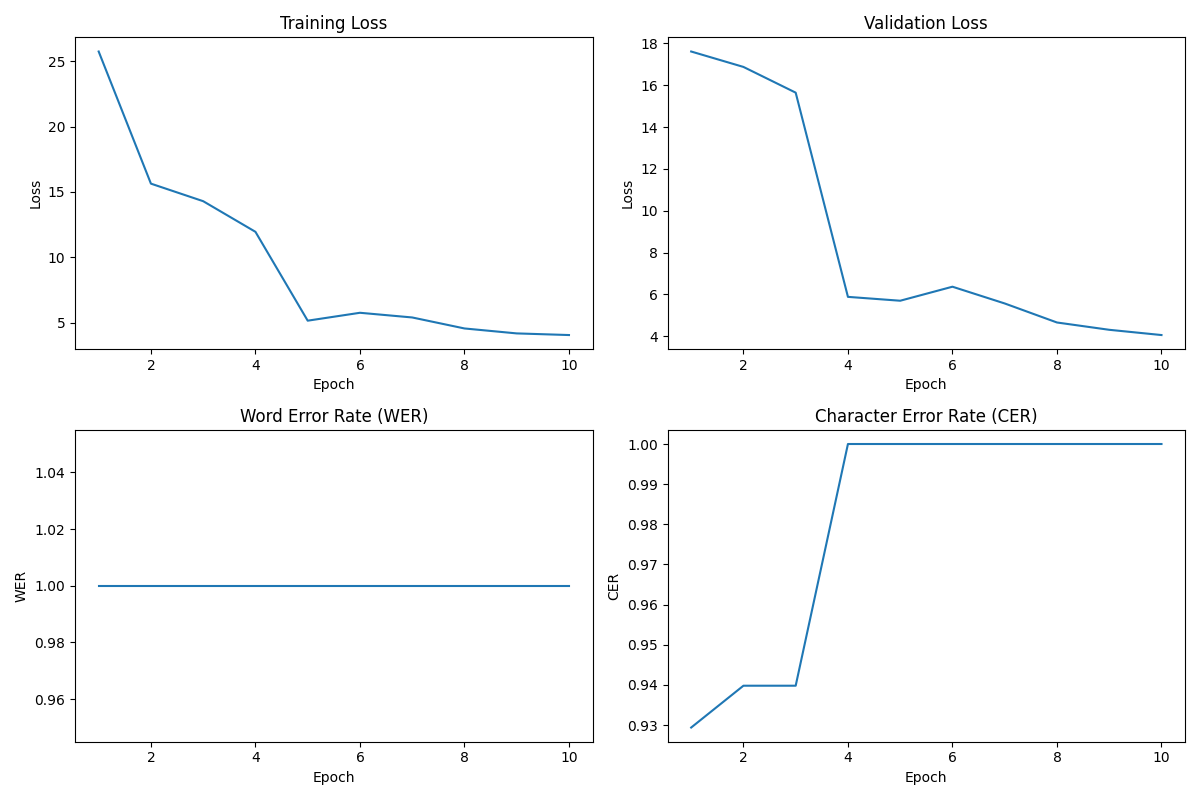 Training Loss
Loss
25
20
15
10
5
2 4 6 8 10
Epoch
Validation Loss
Loss
18
16
14
12
10
8
6
4
2 4 6 8 10
Epoch
Word Error Rate (WER)
WER
1.04
1.02
1.00
0.98
0.96
2 4 6 8 10
Epoch
Character Error Rate (CER)
CER
1.00
0.99
0.98
0.97
0.96
0.95
0.94
0.93
2 4 6 8 10
Epoch